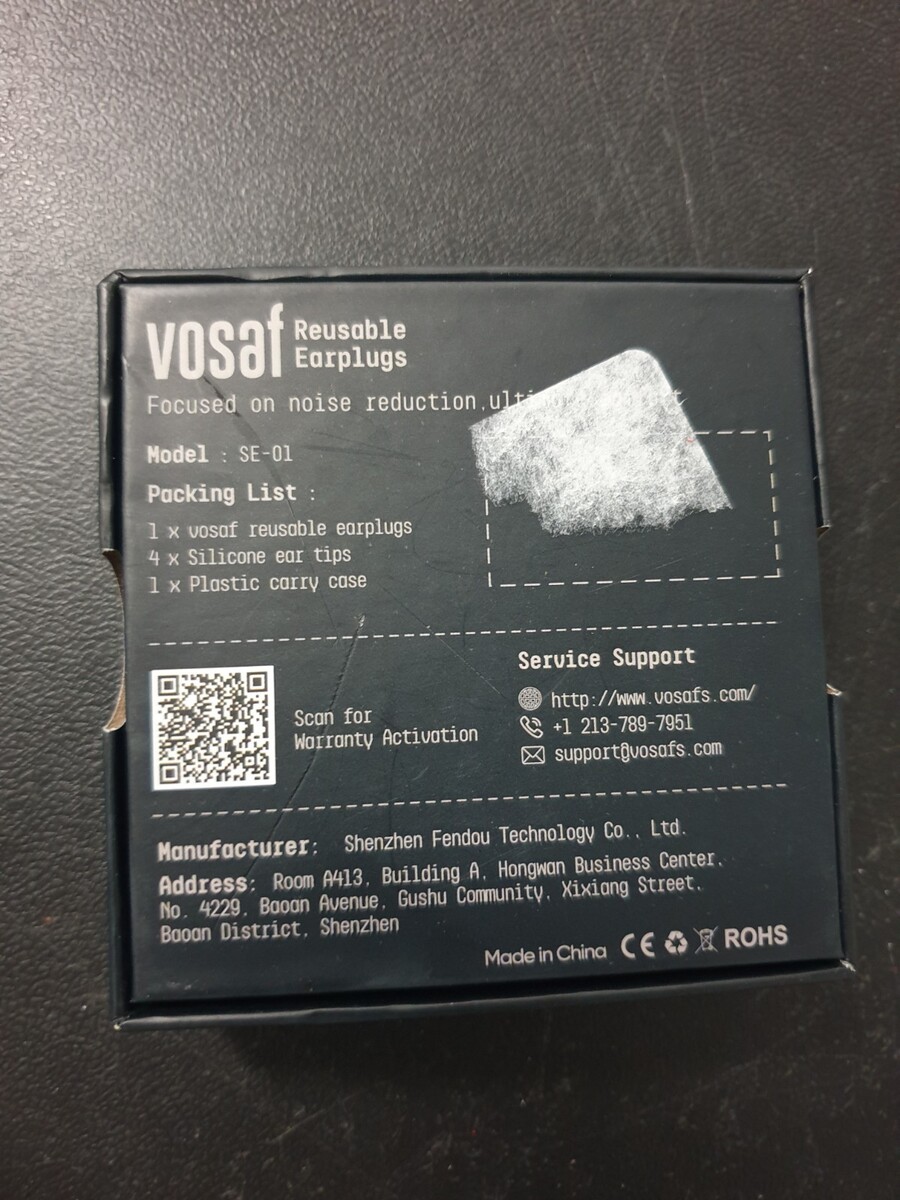 vosaf Reusable Earplugs
Focused on noise reduction,
Model : SE-01
Packing List :
1 x vosaf reusable earplugs
4 x Silicone ear tips
1 x Plastic carry case
Scan for
Warranty Activation
Service Support
http://www.vosafs.com/
+1 213-789-7951
support@vosafs.com
Manufacturer: Shenzhen Fendou Technology Co., Ltd.
Address: Room A413, Building A, Hongwan Business Center,
No. 4229, Baoan Avenue, Gushu Community, Xixiang Street,
Baoan District, Shenzhen
Made in China CE ROHS